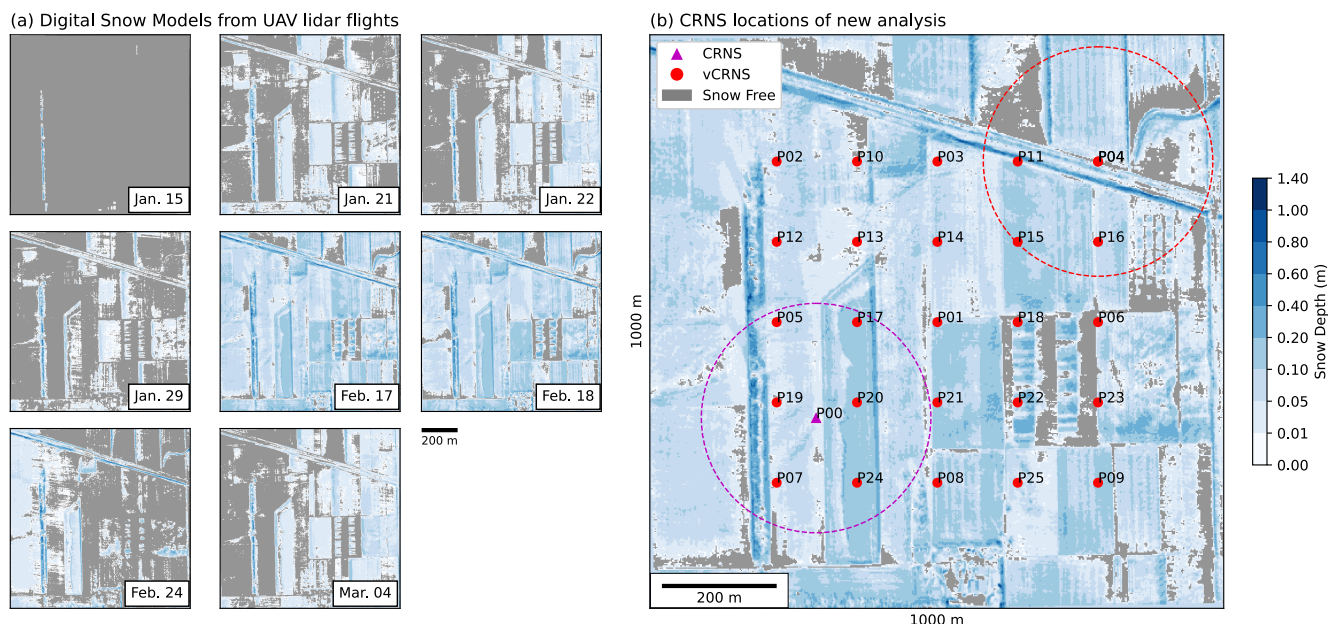 (a) Digital Snow Models from UAV lidar flights
Jan. 15
Jan. 21
Jan. 22
Jan. 29
Feb. 17
Feb. 18
200 m
Feb. 24
Mar. 04
(b) CRNS locations of new analysis
CRNS
vCRNS
Snow Free
P02
P10
P03
P11
P04
P12
P13
P14
P15
P16
P05
P17
P01
P18
P06
P19
P00
P20
P21
P22
P23
P07
P24
P08
P25
P09
200 m
1000 m
1000 m
1.40
1.00
0.80
0.60
0.40
0.20
0.10
0.05
0.01
0.00
Snow Depth (m)